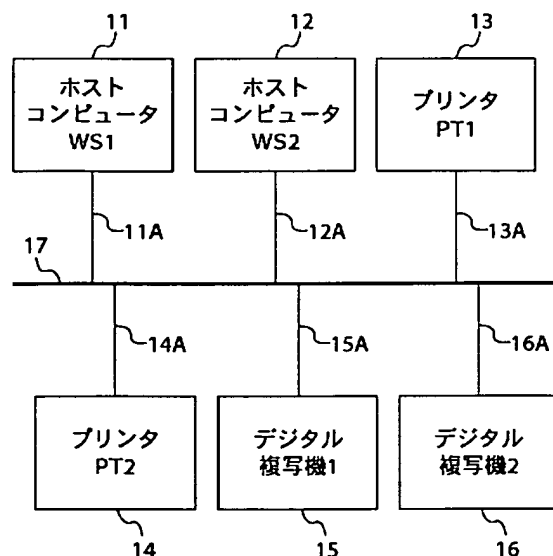 11
12
13
ホスト
コンピュータ
WS1
ホスト
コンピュータ
WS2
プリンタ
PT1
11A
12A
13A
17
14A
15A
16A
プリンタ
PT2
デジタル
複写機1
デジタル
複写機2
14
15
16